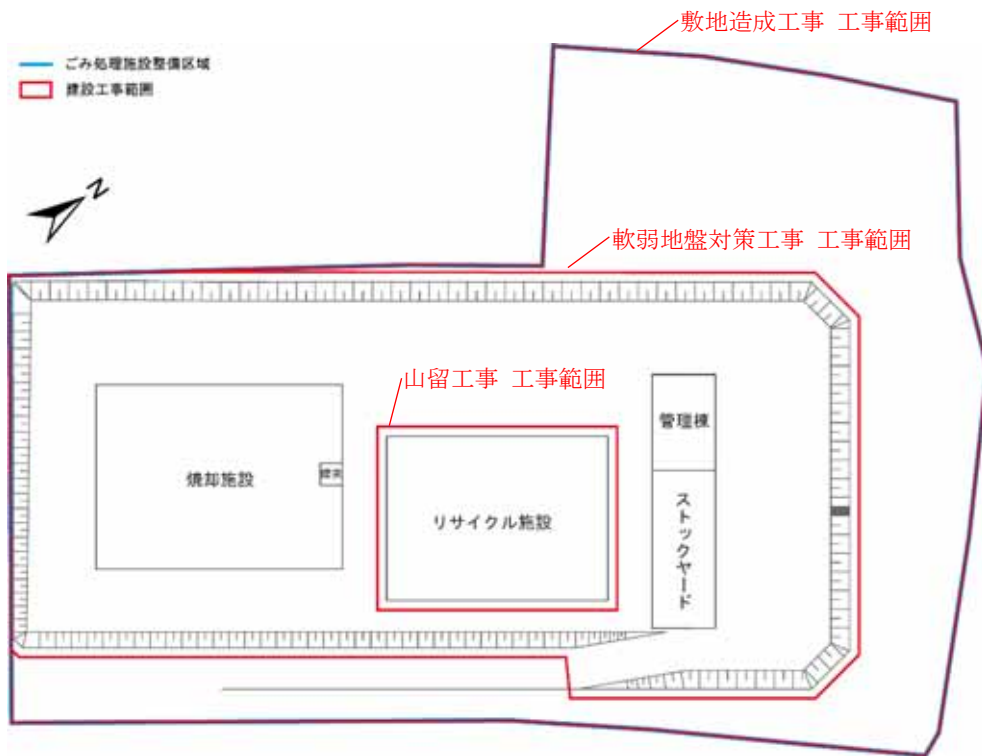 敷地造成工事 工事範囲
ごみ処理施設整備区域
建設工事範囲
N
軟弱地盤対策工事 工事範囲
山留工事 工事範囲
管理棟
焼却施設
煙突
リサイクル施設
ストックヤード